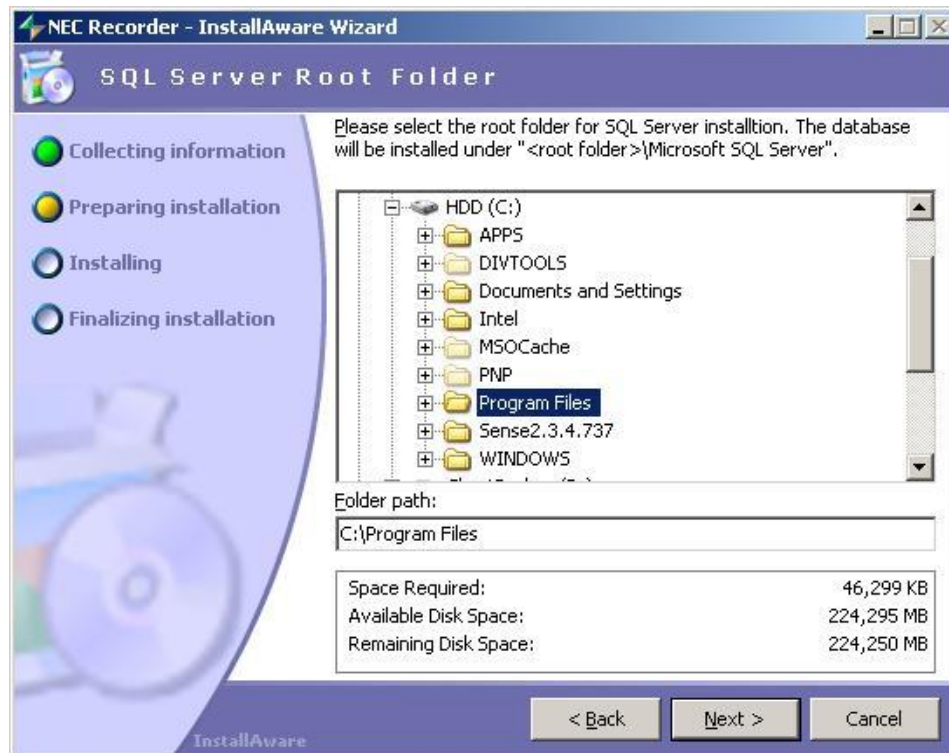 NEC Recorder - InstallAware Wizard
SQL Server Root Folder
Collecting information
Preparing installation
Installing
Finalizing installation
Please select the root folder for SQL Server installtion. The database
will be installed under "<root folder>\Microsoft SQL Server".
HDD (C:)
APPS
DIVTOOLS
Documents and Settings
Intel
MSOCache
PNP
Program Files
Sense2.3.4.737
WINDOWS
Folder path:
C:\Program Files
Space Required: 46,299 KB
Available Disk Space: 224,295 MB
Remaining Disk Space: 224,250 MB
InstallAware
< Back
Next >
Cancel